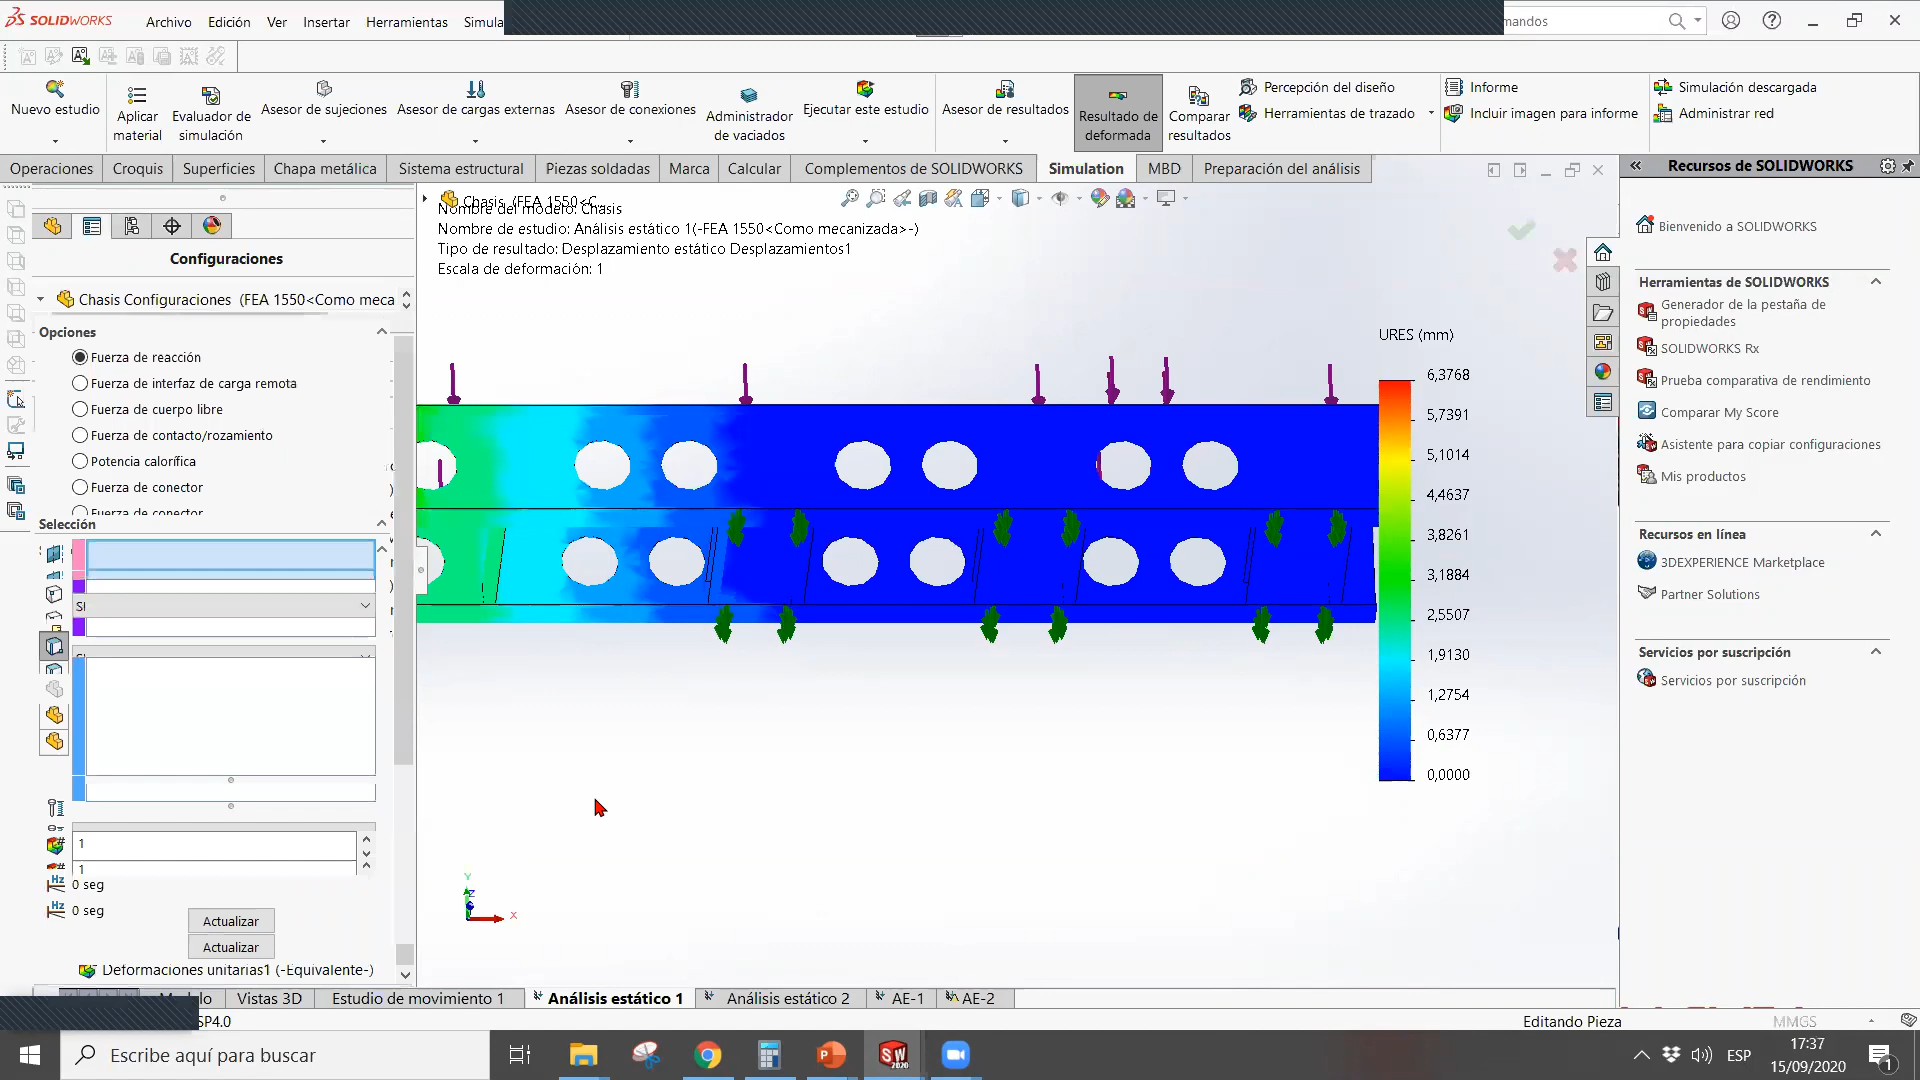 SOLIDWORKS
Archivo
Edición
Ver
Insertar
Herramientas
Simula
mandos
Nuevo estudio
Aplicar material
Evaluador de simulación
Asesor de sujeciones
Asesor de cargas externas
Asesor de conexiones
Administrador de vaciados
Ejecutar este estudio
Asesor de resultados
Resultado de deformada
Comparar resultados
Percepción del diseño
Herramientas de trazado
Informe
Incluir imagen para informe
Simulación descargada
Administrar red
Operaciones
Croquis
Superficies
Chapa metálica
Sistema estructural
Piezas soldadas
Marca
Calcular
Complementos de SOLIDWORKS
Simulation
MBD
Preparación del análisis
Configuraciones
Chasis Configuraciones (FEA 1550<Como meca
Opciones
Fuerza de reacción
Fuerza de interfaz de carga remota
Fuerza de cuerpo libre
Fuerza de contacto/rozamiento
Potencia calorífica
Fuerza de conector
Fuerza de conector
Selección
SI
1
1
0 seg
0 seg
Actualizar
Actualizar
Deformaciones unitarias1 (-Equivalente-)
Chasis (FEA 1550<C...
Nombre del modelo: Chasis
Nombre de estudio: Análisis estático 1(-FEA 1550<Como mecanizada>-)
Tipo de resultado: Desplazamiento estático Desplazamientos1
Escala de deformación: 1
URES (mm)
6,3768
5,7391
5,1014
4,4637
3,8261
3,1884
2,5507
1,9130
1,2754
0,6377
0,0000
Y
Z
X
Recursos de SOLIDWORKS
Bienvenido a SOLIDWORKS
Herramientas de SOLIDWORKS
Generador de la pestaña de
propiedades
SOLIDWORKS Rx
Prueba comparativa de rendimiento
Comparar My Score
Asistente para copiar configuraciones
Mis productos
Recursos en línea
3DEXPERIENCE Marketplace
Partner Solutions
Servicios por suscripción
Servicios por suscripción
Vistas 3D
Estudio de movimiento 1
Análisis estático 1
Análisis estático 2
AE-1
AE-2
SP4.0
Editando Pieza
MMGS
Escribe aquí para buscar
ESP
17:37
15/09/2020
1